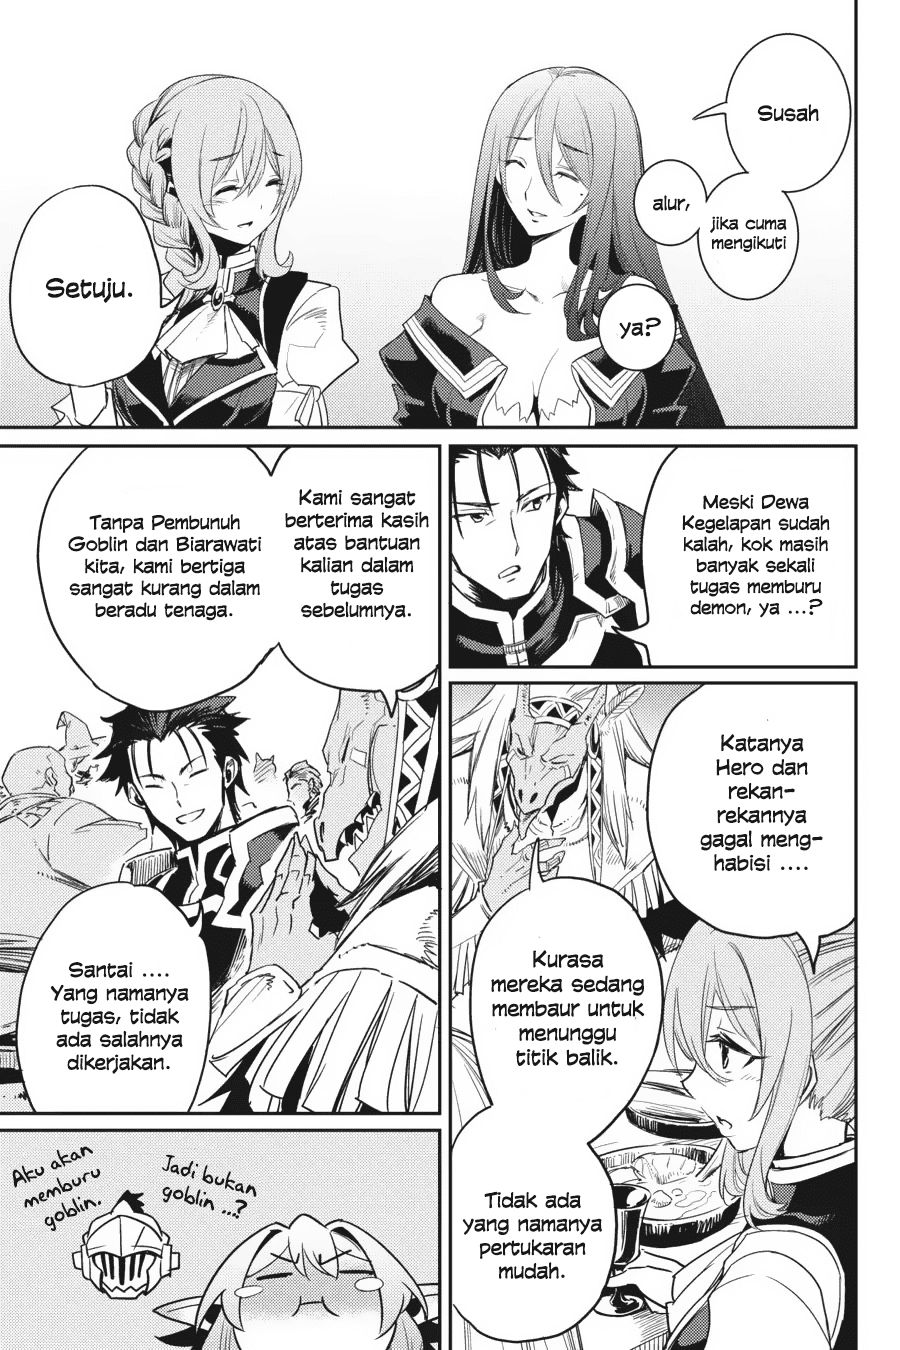 Susah
jika cuma
mengikuti
alur,
ya?
Setuju.
Meski Dewa
Kegelapan sudah
kalah, kok masih
banyak sekali
tugas memburu
demon, ya ...?
Kami sangat
berterima kasih
atas bantuan
kalian dalam
tugas
sebelumnya.
Tanpa Pembunuh
Goblin dan Biarawati
kita, kami bertiga
sangat kurang dalam
beradu tenaga.
Santai ....
Yang namanya
tugas, tidak
ada salahnya
dikerjakan.
Katanya
Hero dan
rekan-
rekannya
gagal meng-
habisi ....
Kurasa
mereka sedang
membaur untuk
menunggu
titik balik.
Tidak ada
yang namanya
pertukaran
mudah.
Jadi bukan
goblin ...?
Aku akan
memburu
goblin.